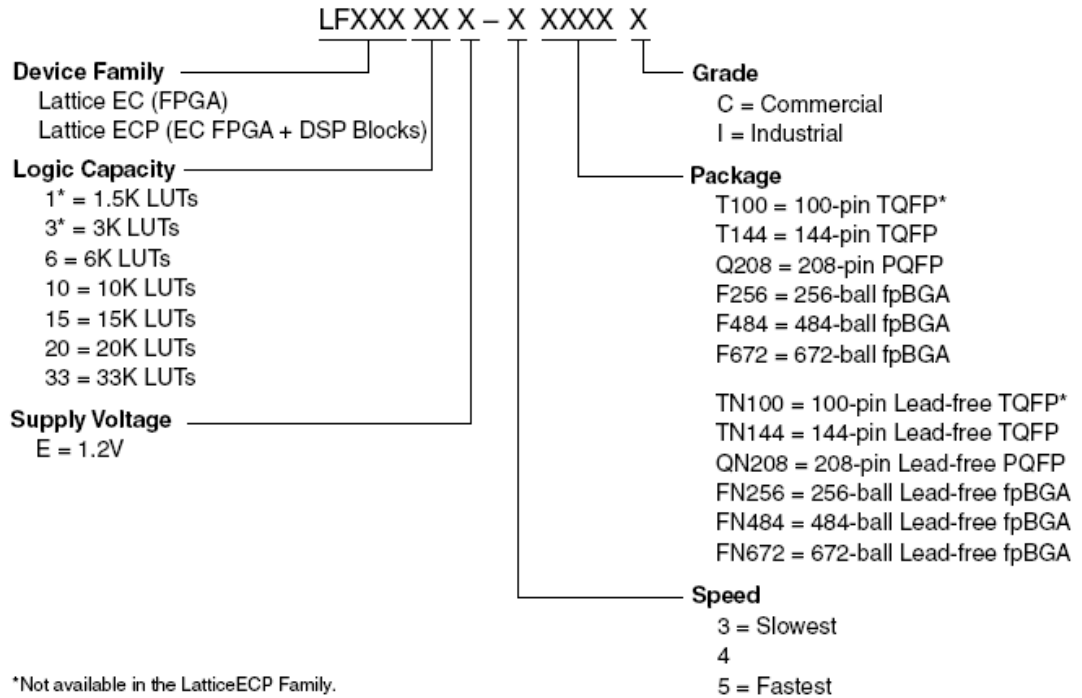 LFXXX XX X – X XXXX X
Device Family
Lattice EC (FPGA)
Lattice ECP (EC FPGA + DSP Blocks)
Logic Capacity
1* = 1.5K LUTs
3* = 3K LUTs
6 = 6K LUTs
10 = 10K LUTs
15 = 15K LUTs
20 = 20K LUTs
33 = 33K LUTs
Supply Voltage
E = 1.2V
Grade
C = Commercial
I = Industrial
Package
T100 = 100-pin TQFP*
T144 = 144-pin TQFP
Q208 = 208-pin PQFP
F256 = 256-ball fpBGA
F484 = 484-ball fpBGA
F672 = 672-ball fpBGA
TN100 = 100-pin Lead-free TQFP*
TN144 = 144-pin Lead-free TQFP
QN208 = 208-pin Lead-free PQFP
FN256 = 256-ball Lead-free fpBGA
FN484 = 484-ball Lead-free fpBGA
FN672 = 672-ball Lead-free fpBGA
Speed
3 = Slowest
4
5 = Fastest
*Not available in the LatticeECP Family.